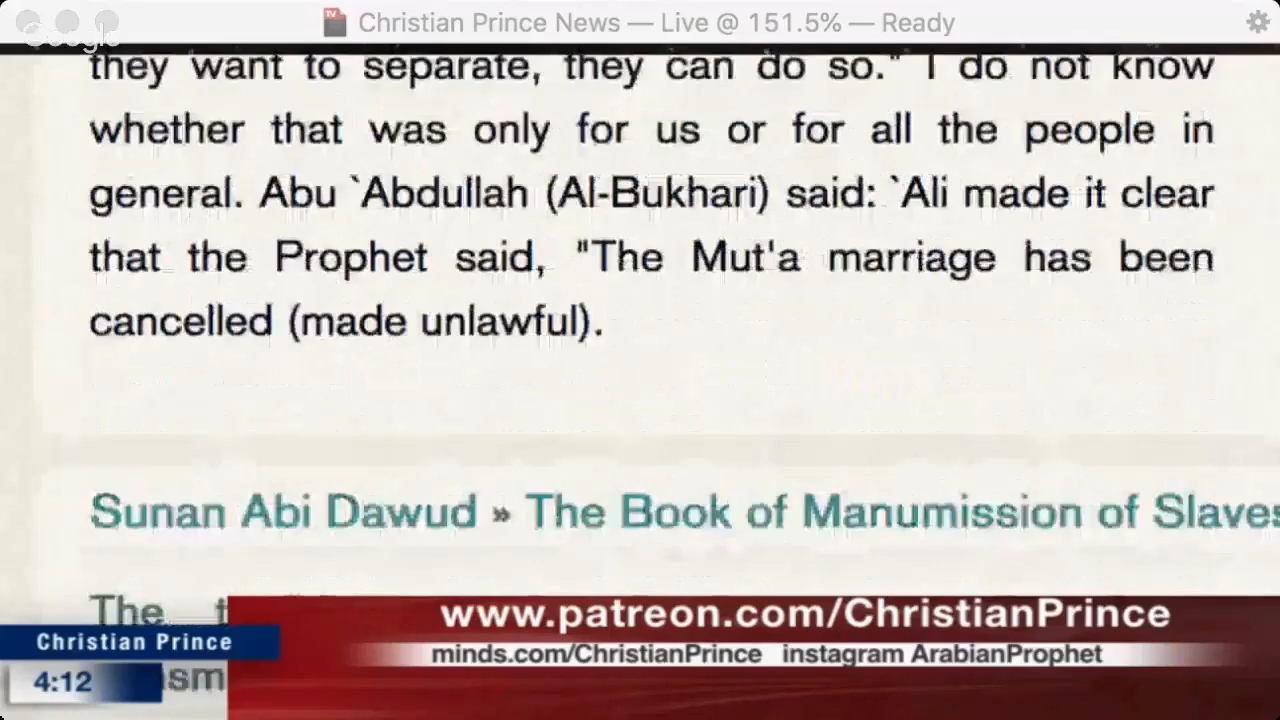 Christian Prince News — Live @ 151.5% — Ready
Google
they want to separate, they can do so." I do not know
whether that was only for us or for all the people in
general. Abu `Abdullah (Al-Bukhari) said: `Ali made it clear
that the Prophet said, "The Mut'a marriage has been
cancelled (made unlawful).
Sunan Abi Dawud » The Book of Manumission of Slaves
The
www.patreon.com/ChristianPrince
Christian Prince
minds.com/ChristianPrince instagram ArabianProphet
4:12